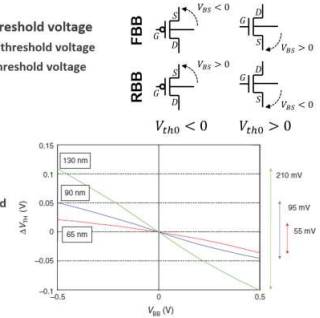 reshold voltage
threshold voltage
hreshold voltage
FBB
S
V_BS < 0
G
D
D
G
S
V_BS > 0
RBB
S
V_BS > 0
G
D
D
G
S
V_BS < 0
V_th0 < 0
V_th0 > 0
d
0.15
130 nm
0.1
90 nm
0.05
65 nm
0
−0.05
−0.1
ΔV_TH (V)
−0.5
0
0.5
V_BB (V)
210 mV
95 mV
55 mV